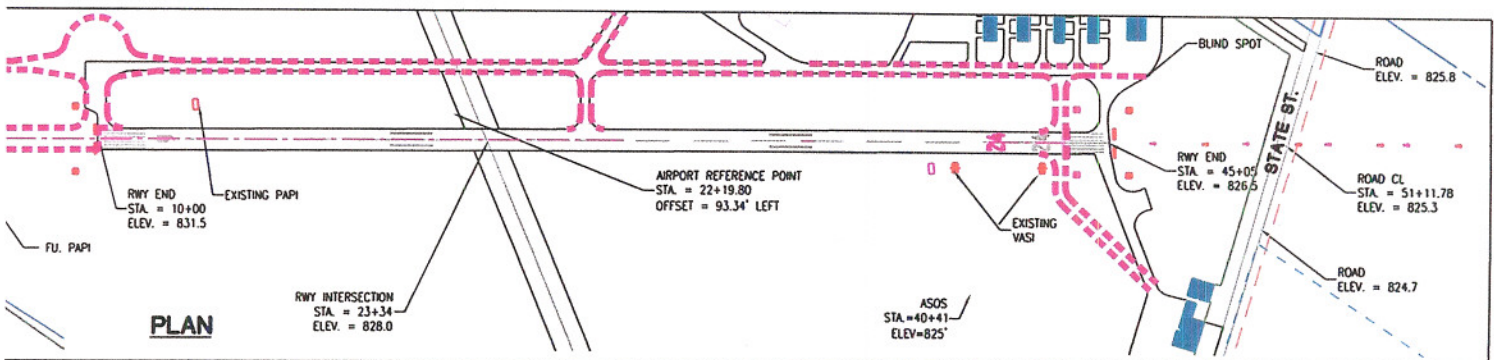 BLIND SPOT
ROAD
ELEV. = 825.8
STATE ST.
24
EXISTING PAPI
RWY END
STA. = 10+00
ELEV. = 831.5
FU. PAPI
AIRPORT REFERENCE POINT
STA. = 22+19.80
OFFSET = 93.34' LEFT
RWY END
STA. = 45+05
ELEV. = 826.5
ROAD CL
STA. = 51+11.78
ELEV. = 825.3
EXISTING
VASI
ROAD
ELEV. = 824.7
RWY INTERSECTION
STA. = 23+34
ELEV. = 828.0
ASOS
STA.=40+41
ELEV=825'
PLAN